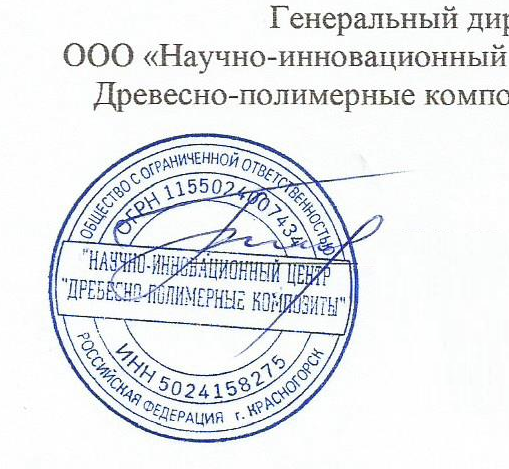 Генеральный дир
ООО «Научно-инновационный
Древесно-полимерные компо
ОБЩЕСТВО С ОГРАНИЧЕННОЙ ОТВЕТСТВЕННОСТЬЮ
ОГРН 1155024007434
"НАУЧНО-ИННОВАЦИОННЫЙ ЦЕНТР
"ДРЕВЕСНО-ПОЛИМЕРНЫЕ КОМПОЗИТЫ"
ИНН 5024158275
РОССИЙСКАЯ ФЕДЕРАЦИЯ г. КРАСНОГОРСК